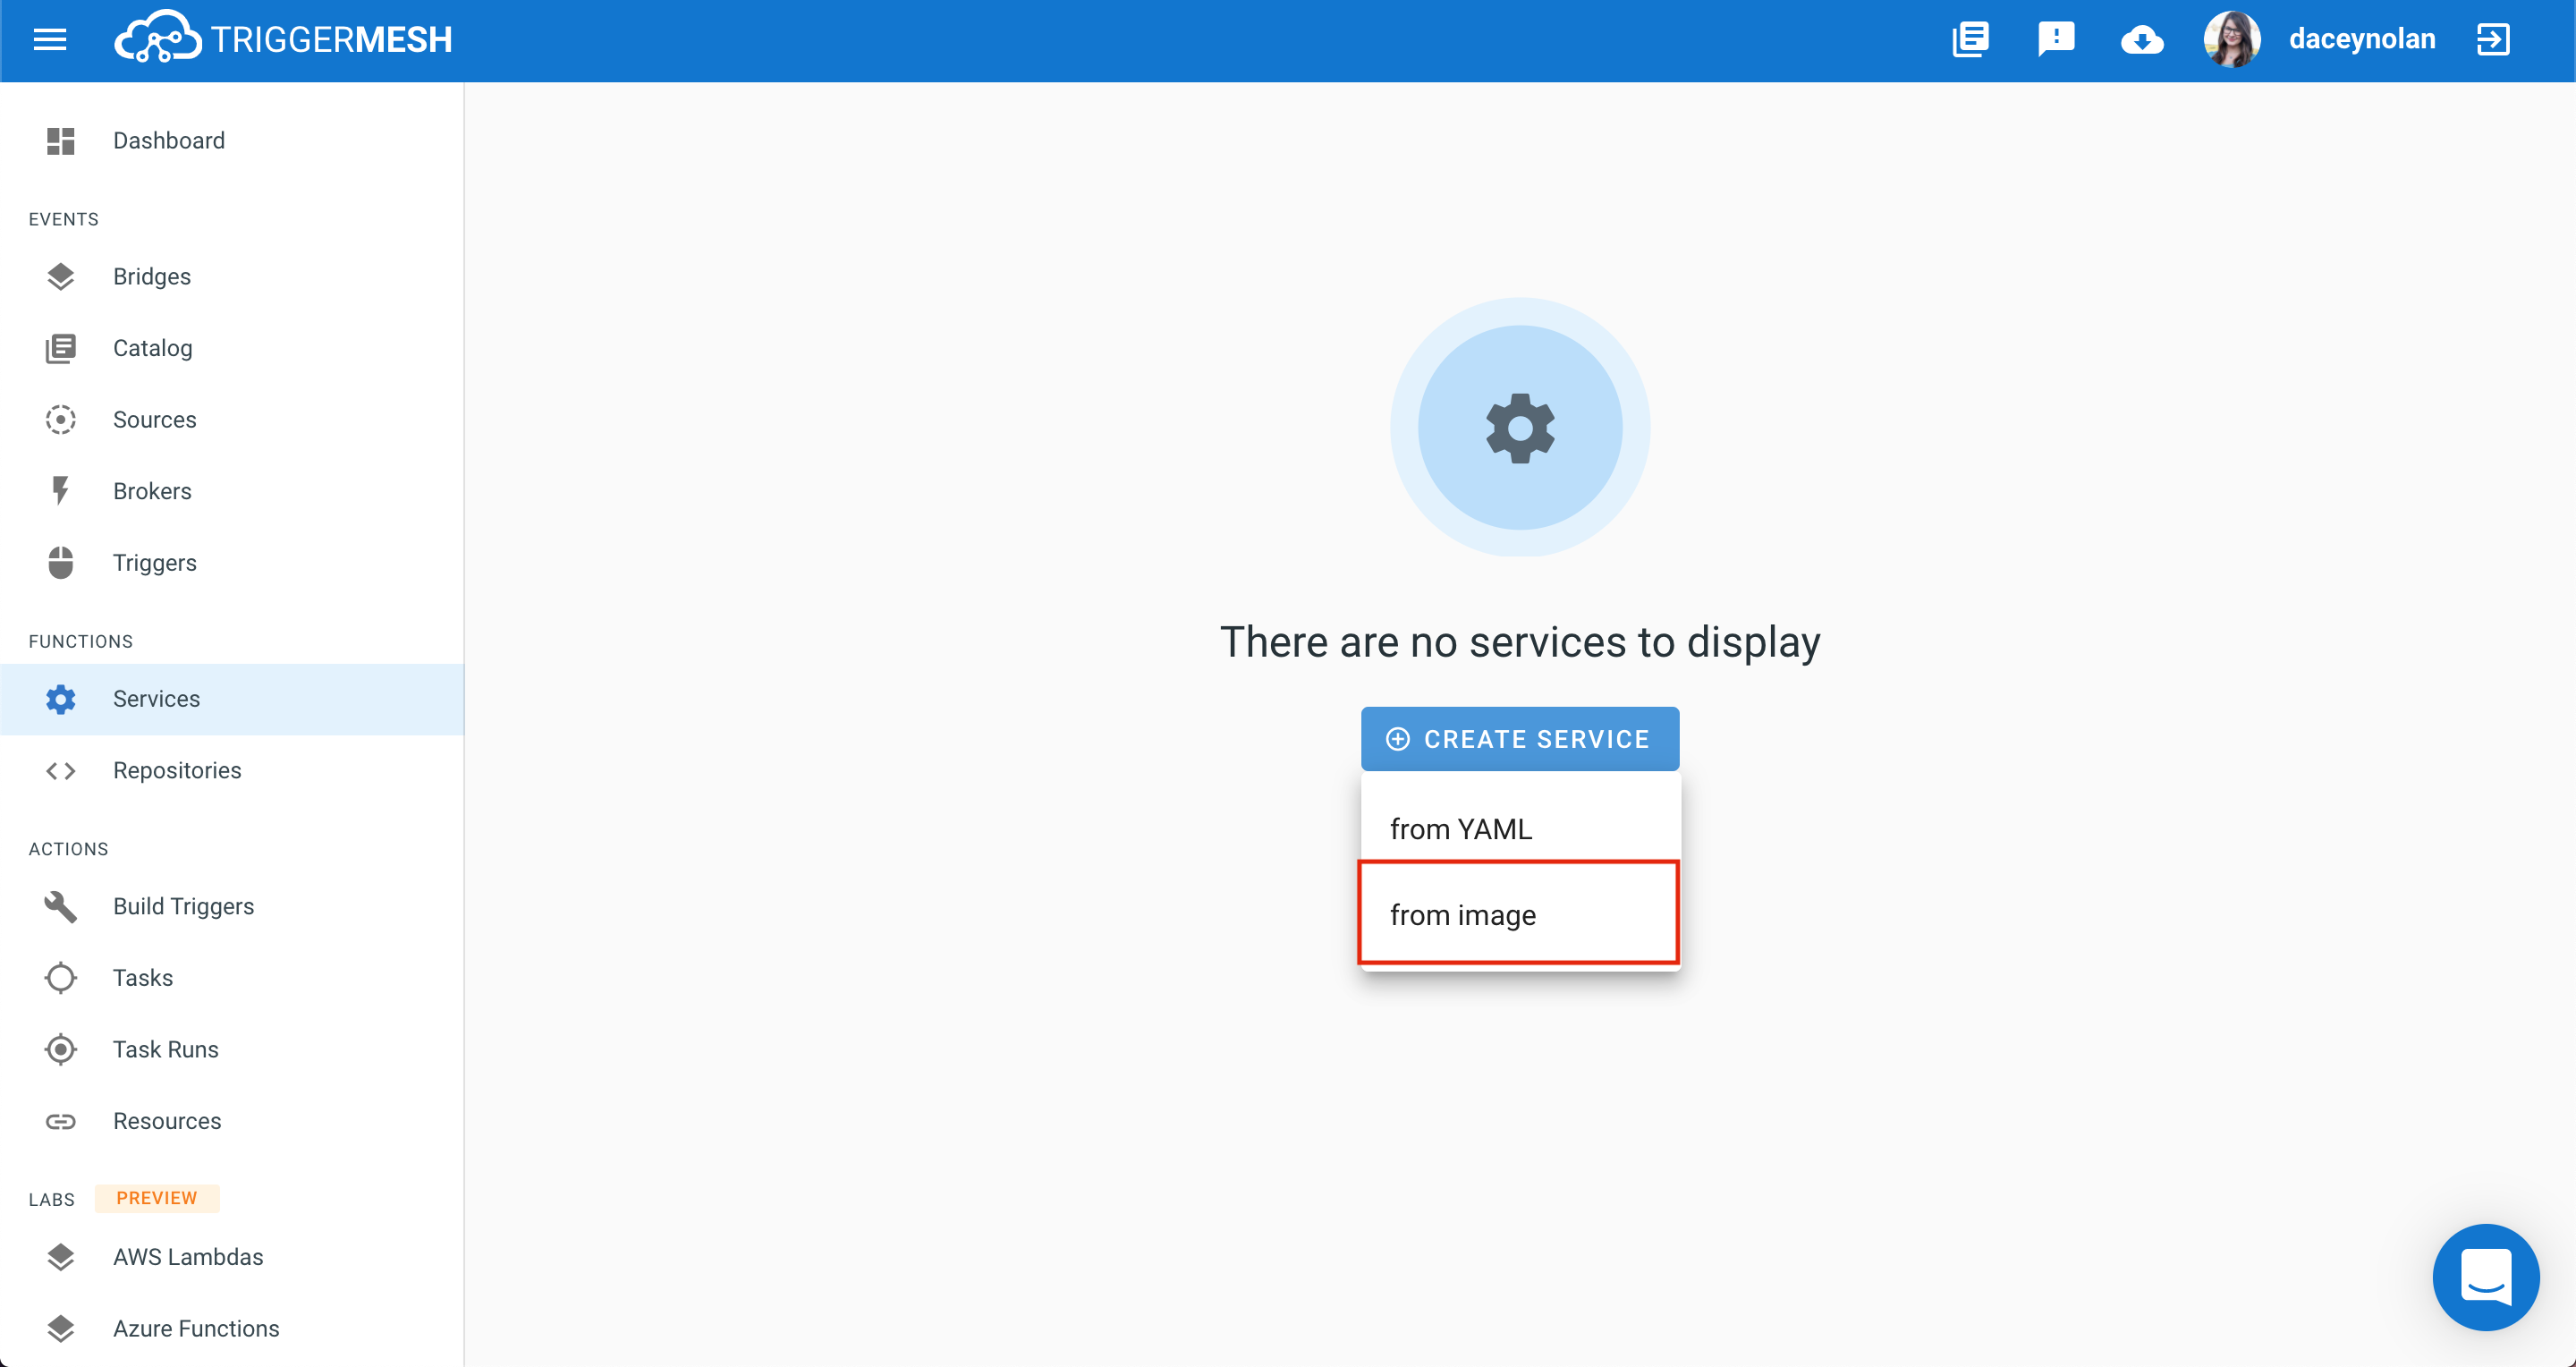 TRIGGERMESH
daceynolan
Dashboard
EVENTS
Bridges
Catalog
Sources
Brokers
Triggers
FUNCTIONS
Services
Repositories
ACTIONS
Build Triggers
Tasks
Task Runs
Resources
LABS PREVIEW
AWS Lambdas
Azure Functions
There are no services to display
CREATE SERVICE
from YAML
from image